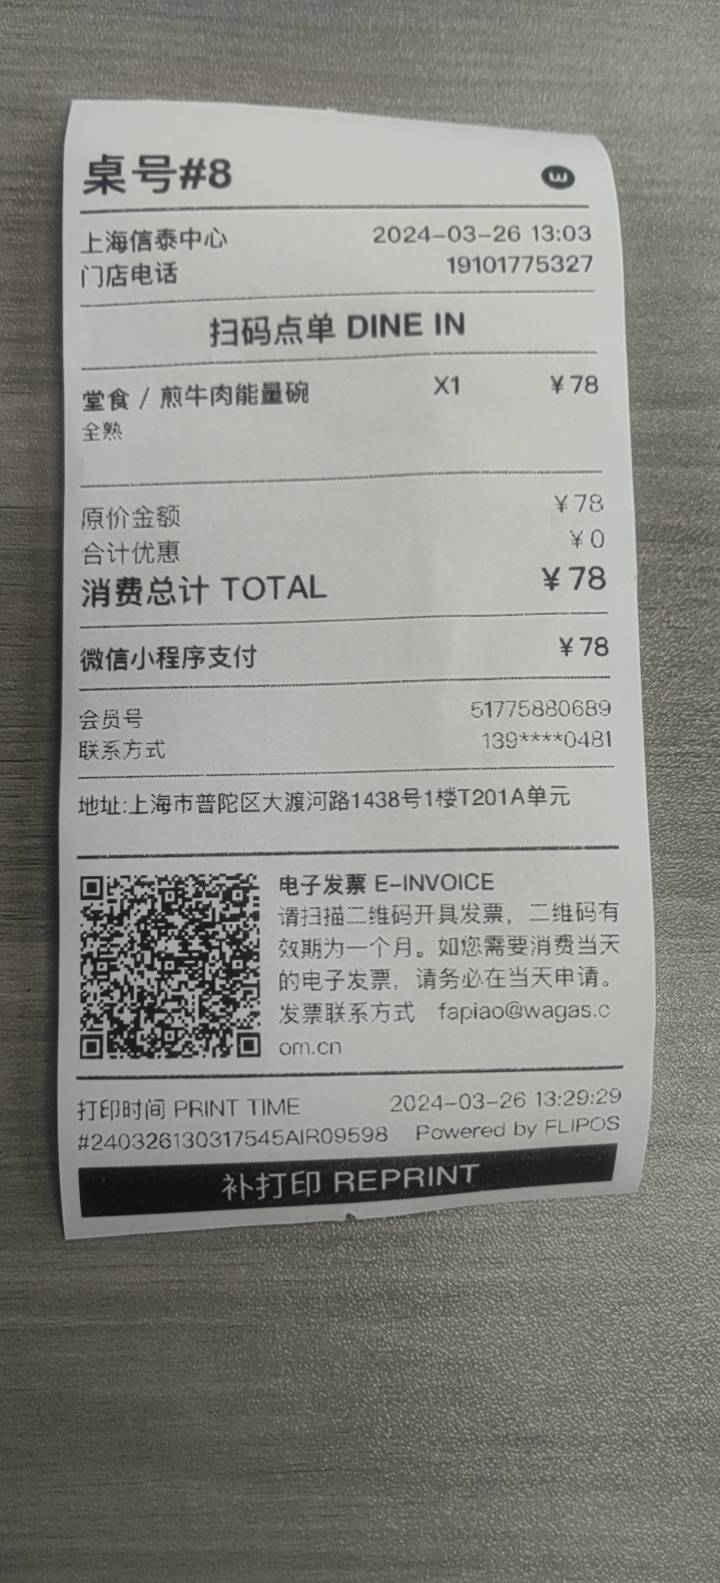 桌号#8
W
上海信泰中心 2024-03-26 13:03
门店电话 19101775327
扫码点单 DINE IN
堂食 / 煎牛肉能量碗 X1 ¥78
全熟
原价金额 ¥78
合计优惠 ¥0
消费总计 TOTAL ¥78
微信小程序支付 ¥78
会员号 51775880689
联系方式 139****0481
地址:上海市普陀区大渡河路1438号1楼T201A单元
电子发票 E-INVOICE
请扫描二维码开具发票，二维码有
效期为一个月。如您需要消费当天
的电子发票，请务必在当天申请。
发票联系方式 fapiao@wagas.c
om.cn
打印时间 PRINT TIME 2024-03-26 13:29:29
#240326130317545AIR09598 Powered by FLIPOS
补打印 REPRINT